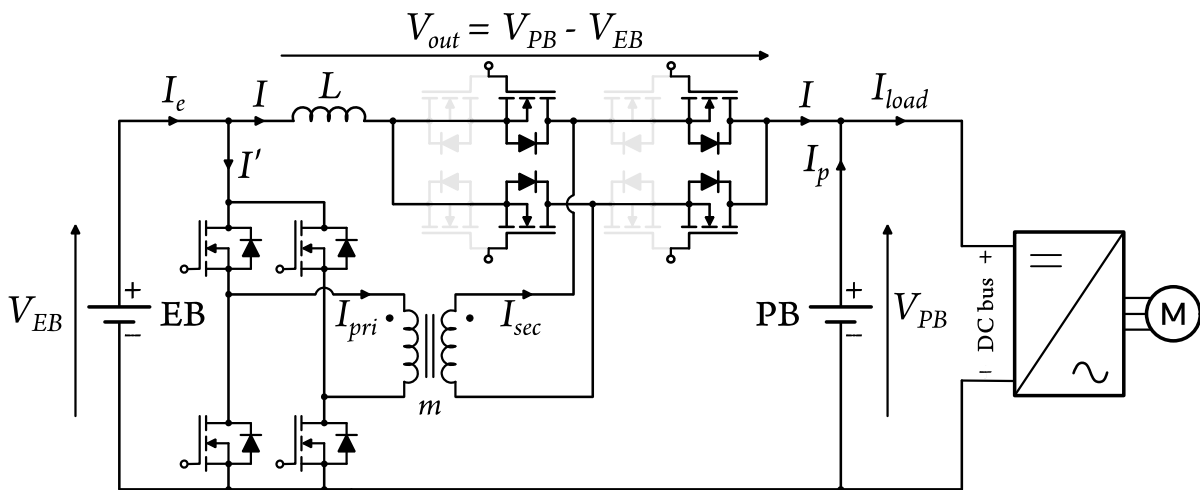 V_out = V_PB - V_EB
I_e
I
L
I
I_load
I'
I_p
V_EB
+
EB
−
I_pri
I_sec
m
PB
+
−
V_PB
+
DC bus
−
M